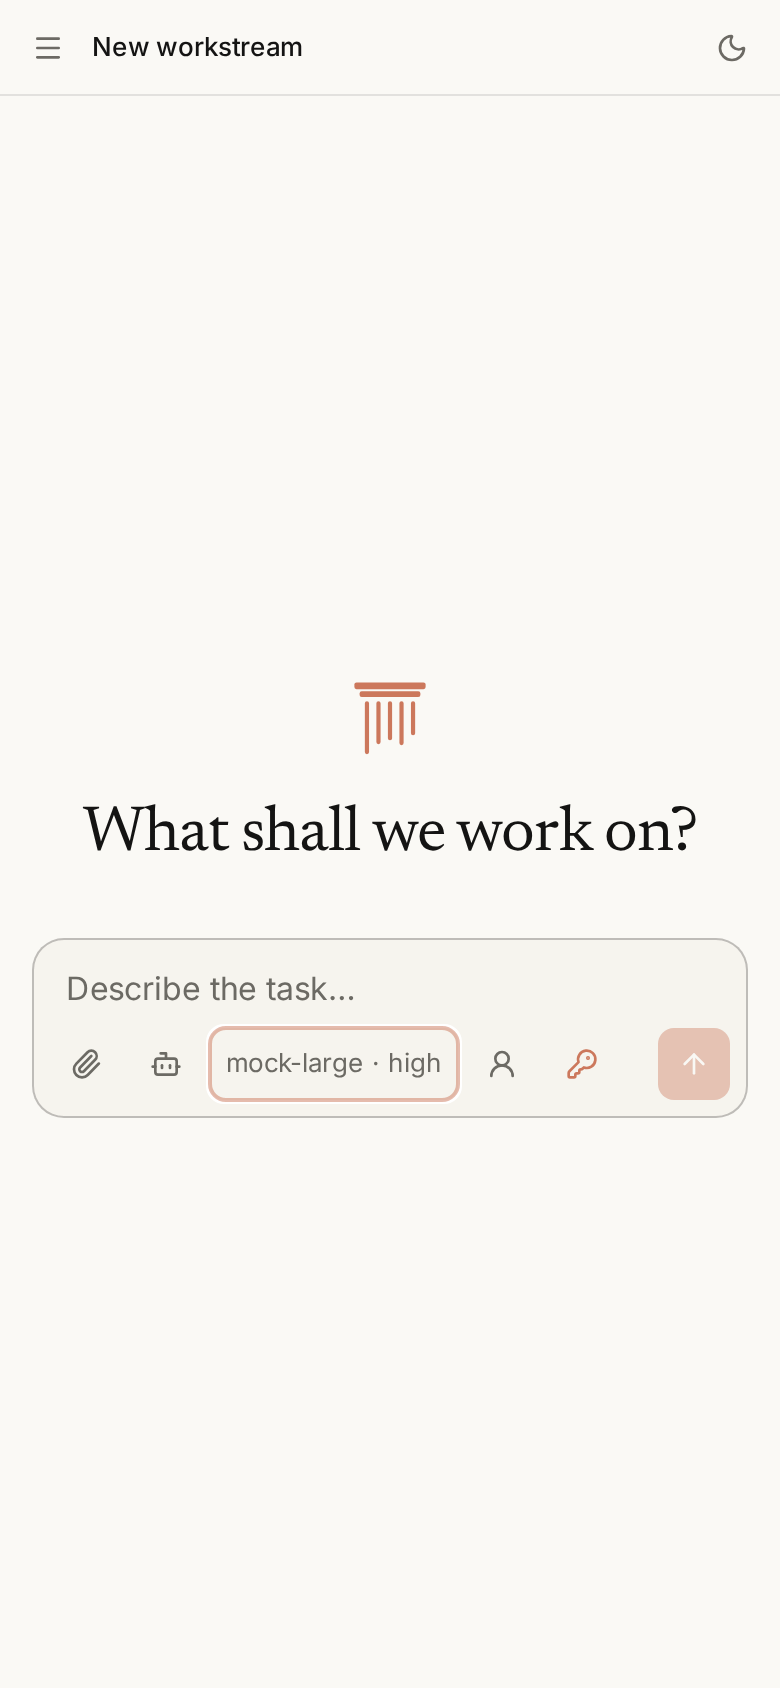 New workstream
What shall we work on?
Describe the task...
mock-large · high